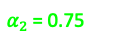 α₂ = 0.75